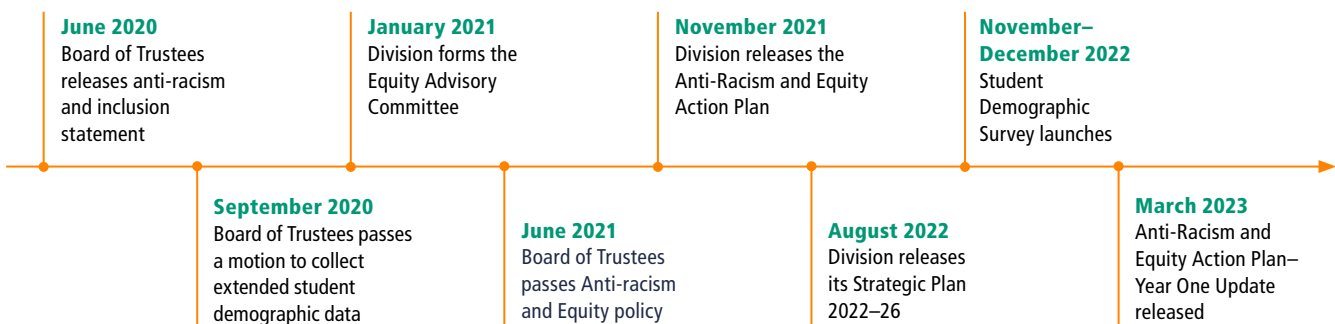 June 2020
Board of Trustees
releases anti-racism
and inclusion
statement
September 2020
Board of Trustees passes
a motion to collect
extended student
demographic data
January 2021
Division forms the
Equity Advisory
Committee
June 2021
Board of Trustees
passes Anti-racism
and Equity policy
November 2021
Division releases the
Anti-Racism and Equity
Action Plan
August 2022
Division releases
its Strategic Plan
2022–26
November–
December 2022
Student
Demographic
Survey launches
March 2023
Anti-Racism and
Equity Action Plan–
Year One Update
released